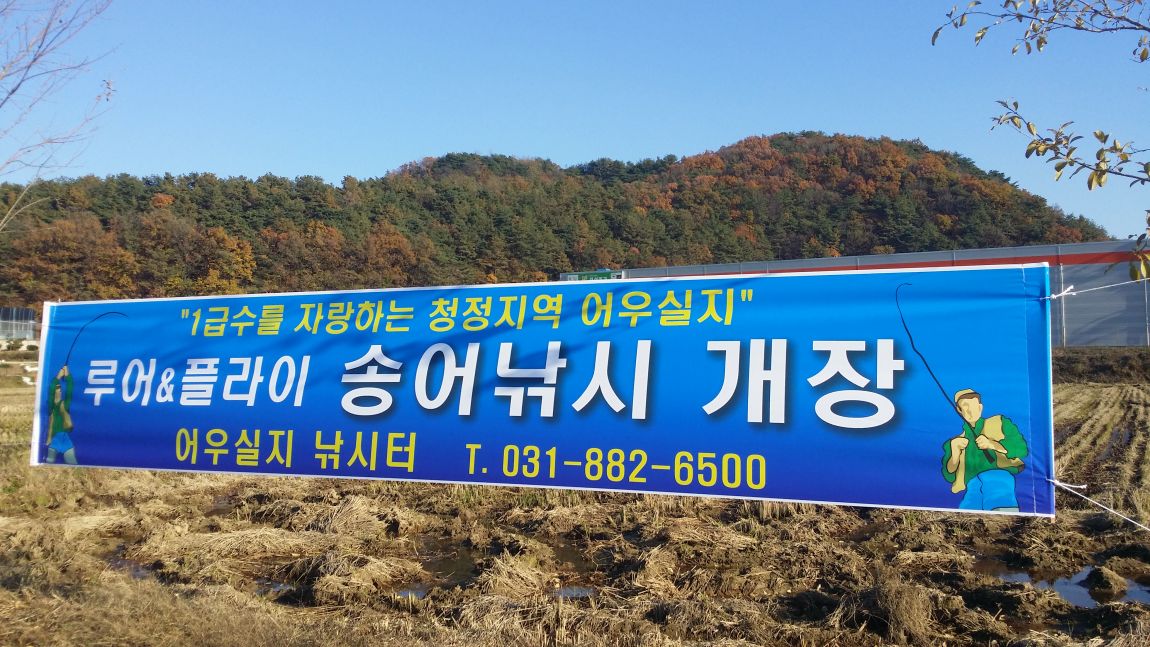 "1급수를 자랑하는 청정지역 어우실지"
루어&플라이 송어낚시 개장
어우실지 낚시터 T. 031-882-6500